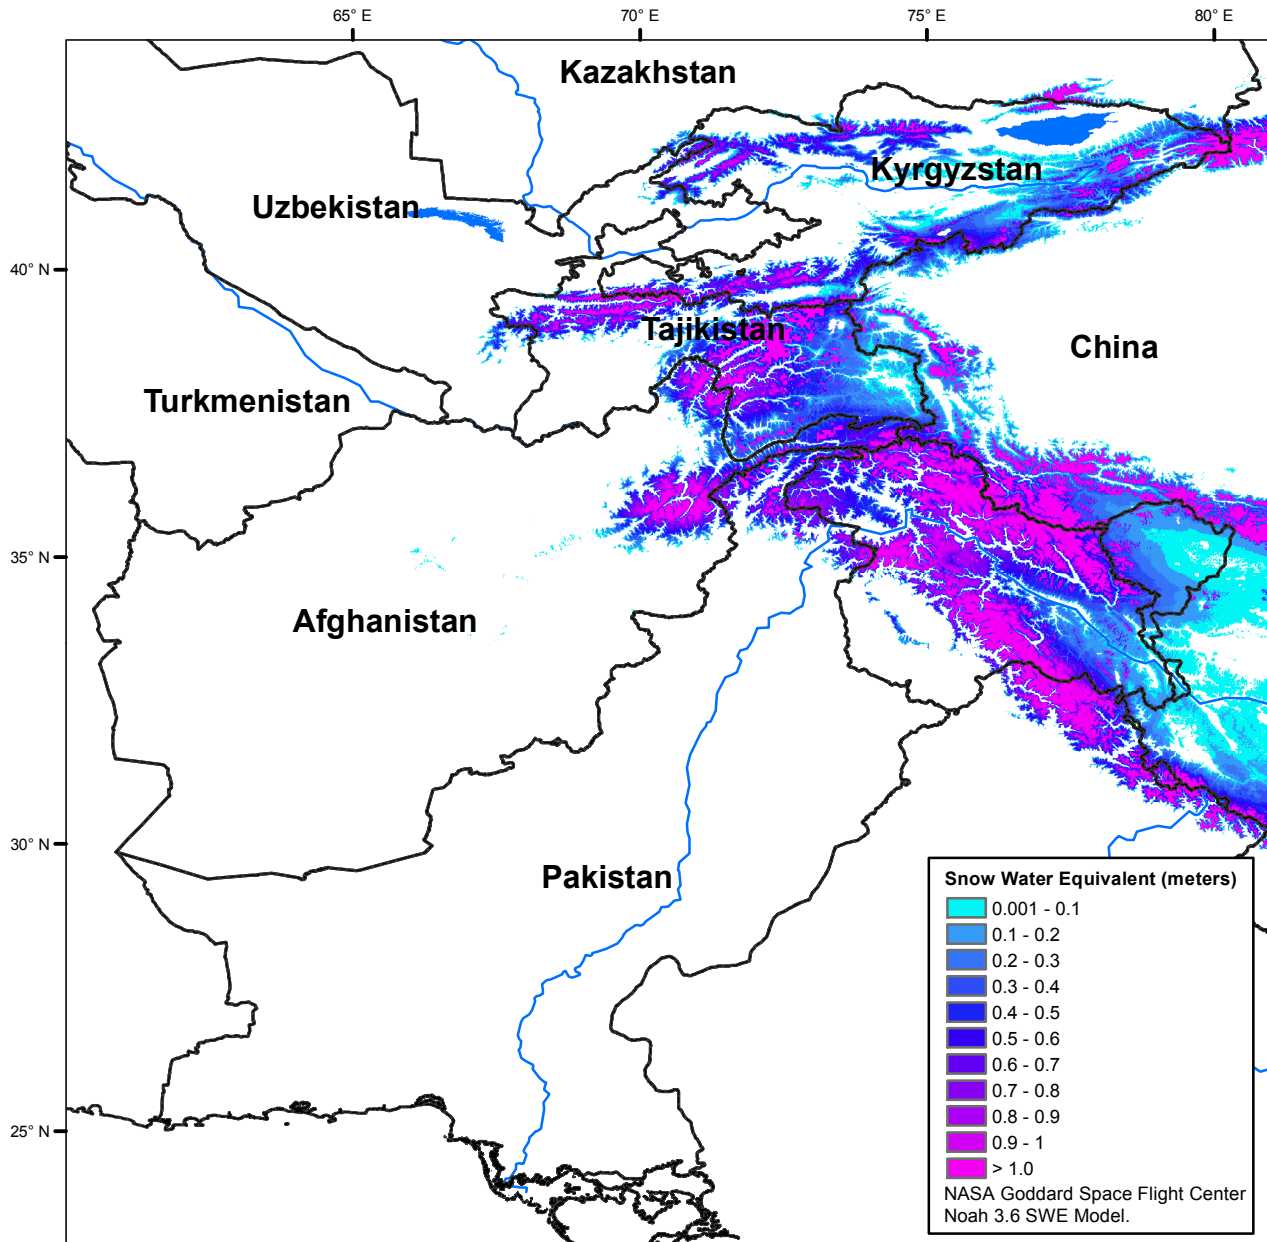 65° E
70° E
75° E
80° E
Kazakhstan
Kyrgyzstan
Uzbekistan
40° N
Tajikistan
China
Turkmenistan
35° N
Afghanistan
30° N
Pakistan
25° N
Snow Water Equivalent (meters)
0.001 - 0.1
0.1 - 0.2
0.2 - 0.3
0.3 - 0.4
0.4 - 0.5
0.5 - 0.6
0.6 - 0.7
0.7 - 0.8
0.8 - 0.9
0.9 - 1
> 1.0
NASA Goddard Space Flight Center
Noah 3.6 SWE Model.